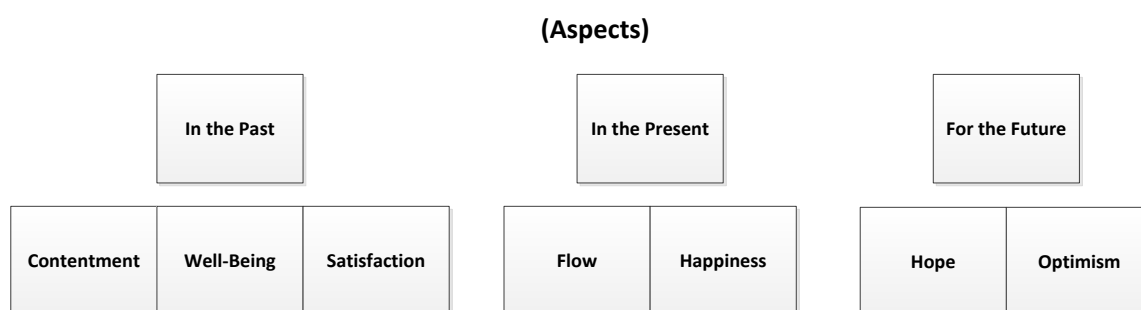 (Aspects)
In the Past
In the Present
For the Future
Contentment
Well-Being
Satisfaction
Flow
Happiness
Hope
Optimism